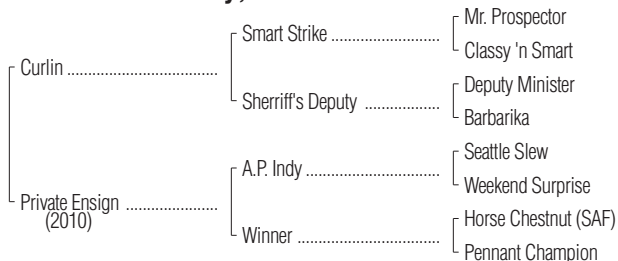 Mr. Prospector
Smart Strike ........................
Classy 'n Smart
Curlin .................................
Deputy Minister
Sherriff's Deputy ................
Barbarika
Seattle Slew
A.P. Indy .............................
Weekend Surprise
Private Ensign ....................
(2010)
Horse Chestnut (SAF)
Winner ...............................
Pennant Champion